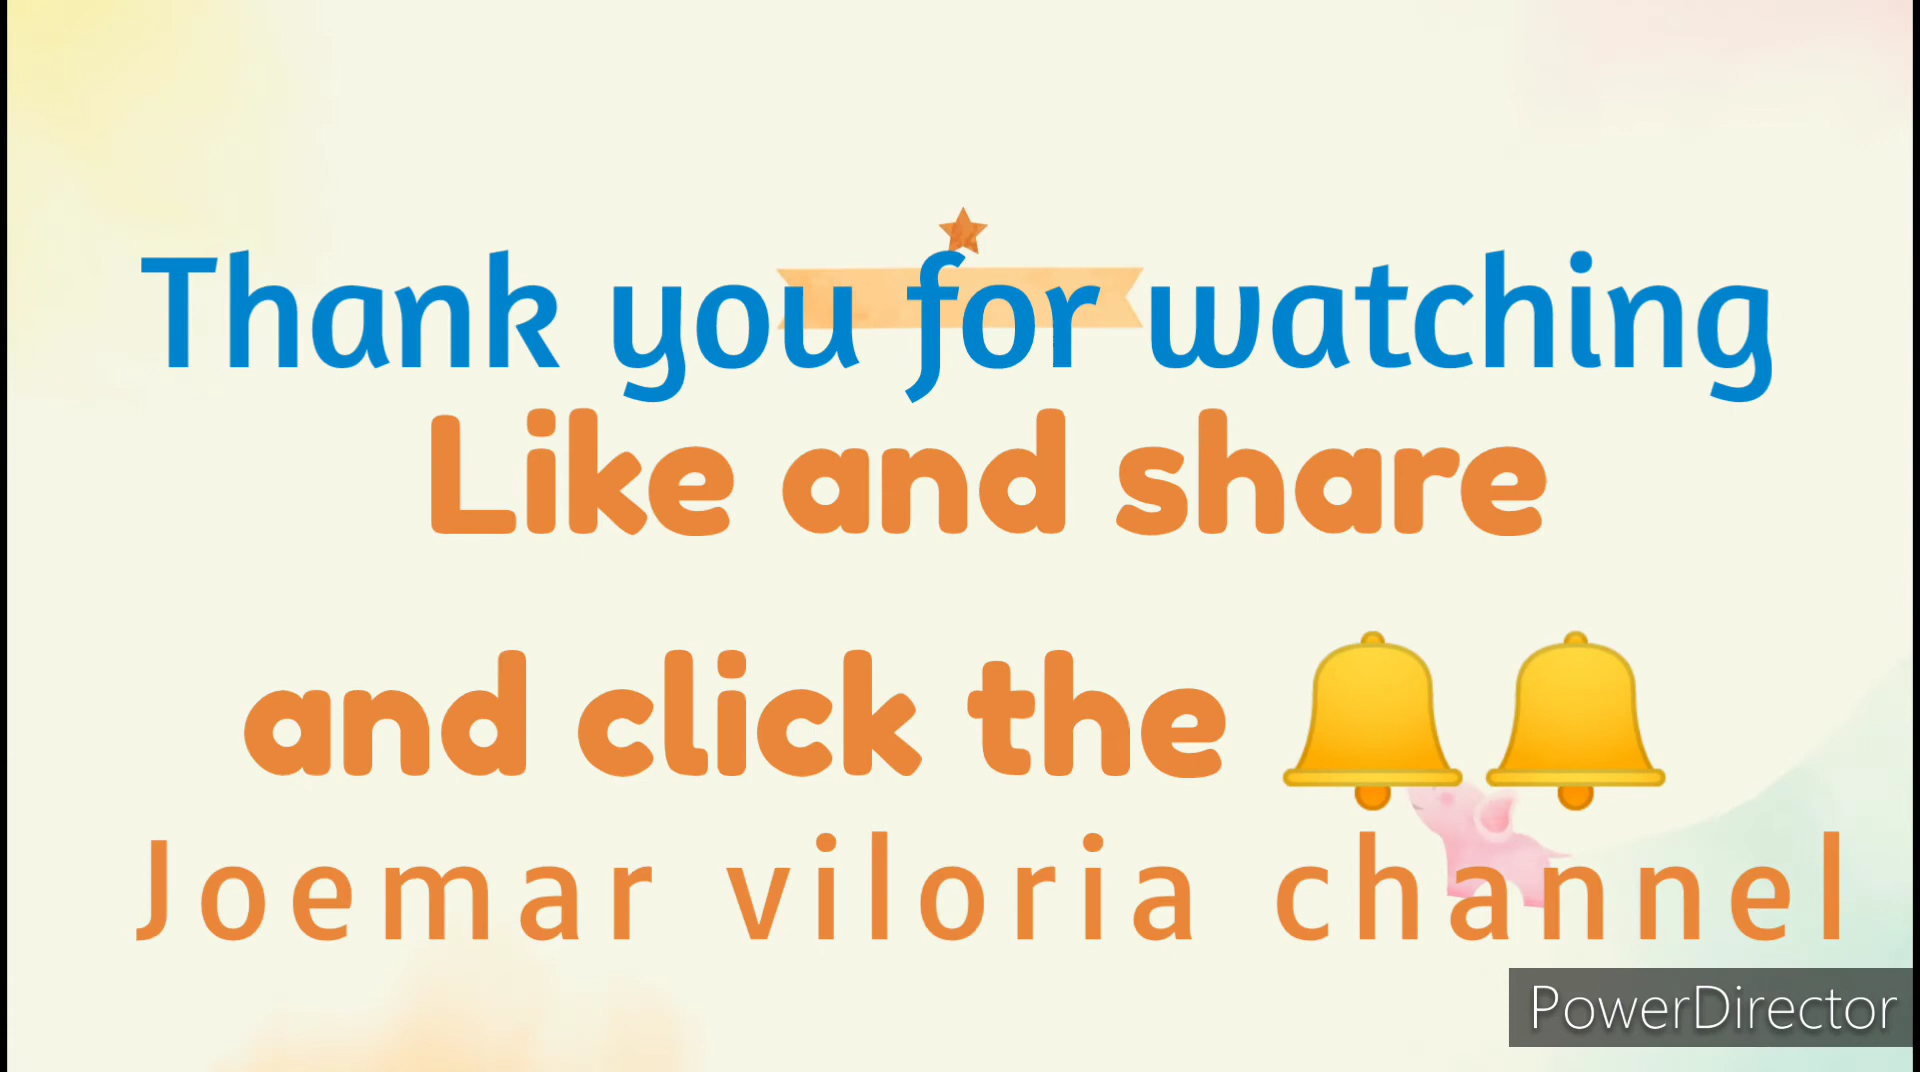 Thank you for watching
Like and share
and click the 🔔🔔
Joemar viloria channel
PowerDirector